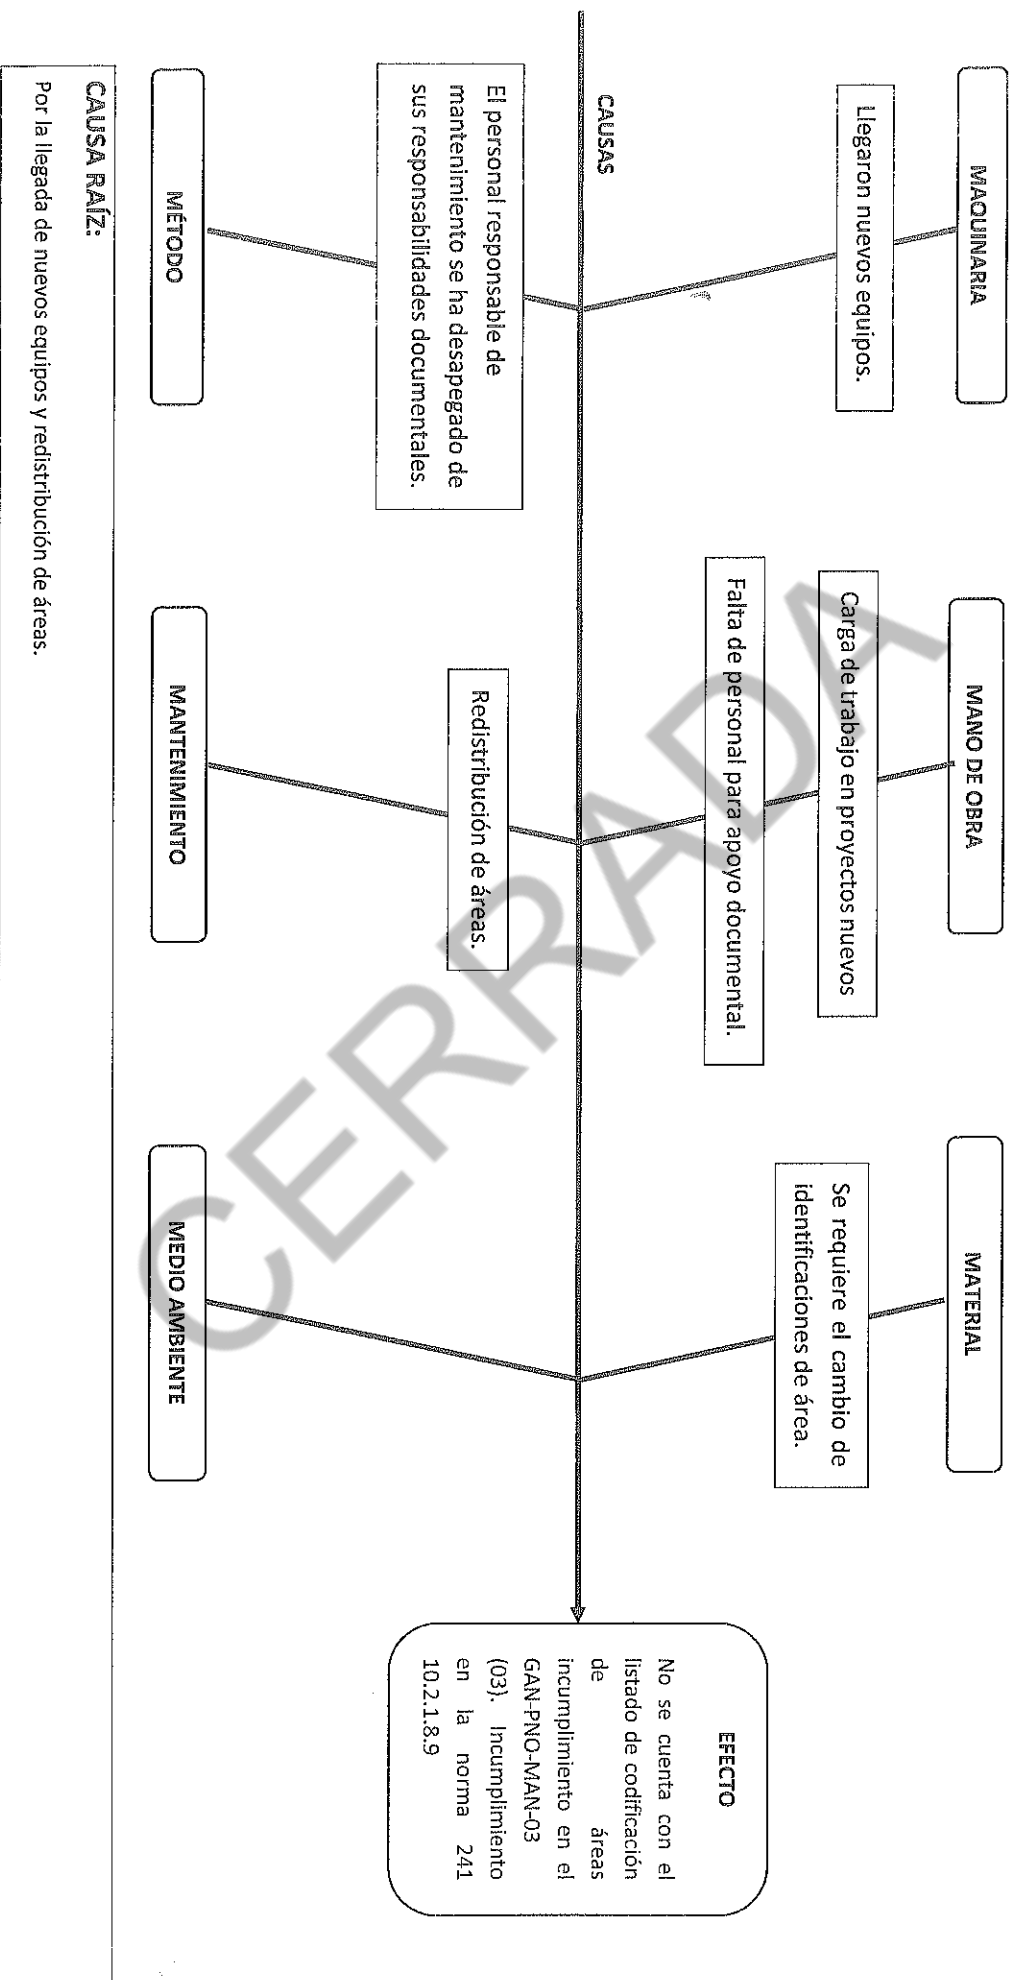 MAQUINARIA
MANO DE OBRA
MATERIAL
Llegaron nuevos equipos.
Carga de trabajo en proyectos nuevos
Falta de personal para apoyo documental.
Se requiere el cambio de
identificaciones de área.
CAUSAS
EFECTO
No se cuenta con el
listado de codificación
de áreas
incumplimiento en el
GAN-PNO-MAN-03
(03). Incumplimiento
en la norma 241
10.2.1.8.9
El personal responsable de
mantenimiento se ha desapegado de
sus responsabilidades documentales.
Redistribución de áreas.
MÉTODO
MANTENIMIENTO
MEDIO AMBIENTE
CERRADA
CAUSA RAÍZ:
Por la llegada de nuevos equipos y redistribución de áreas.